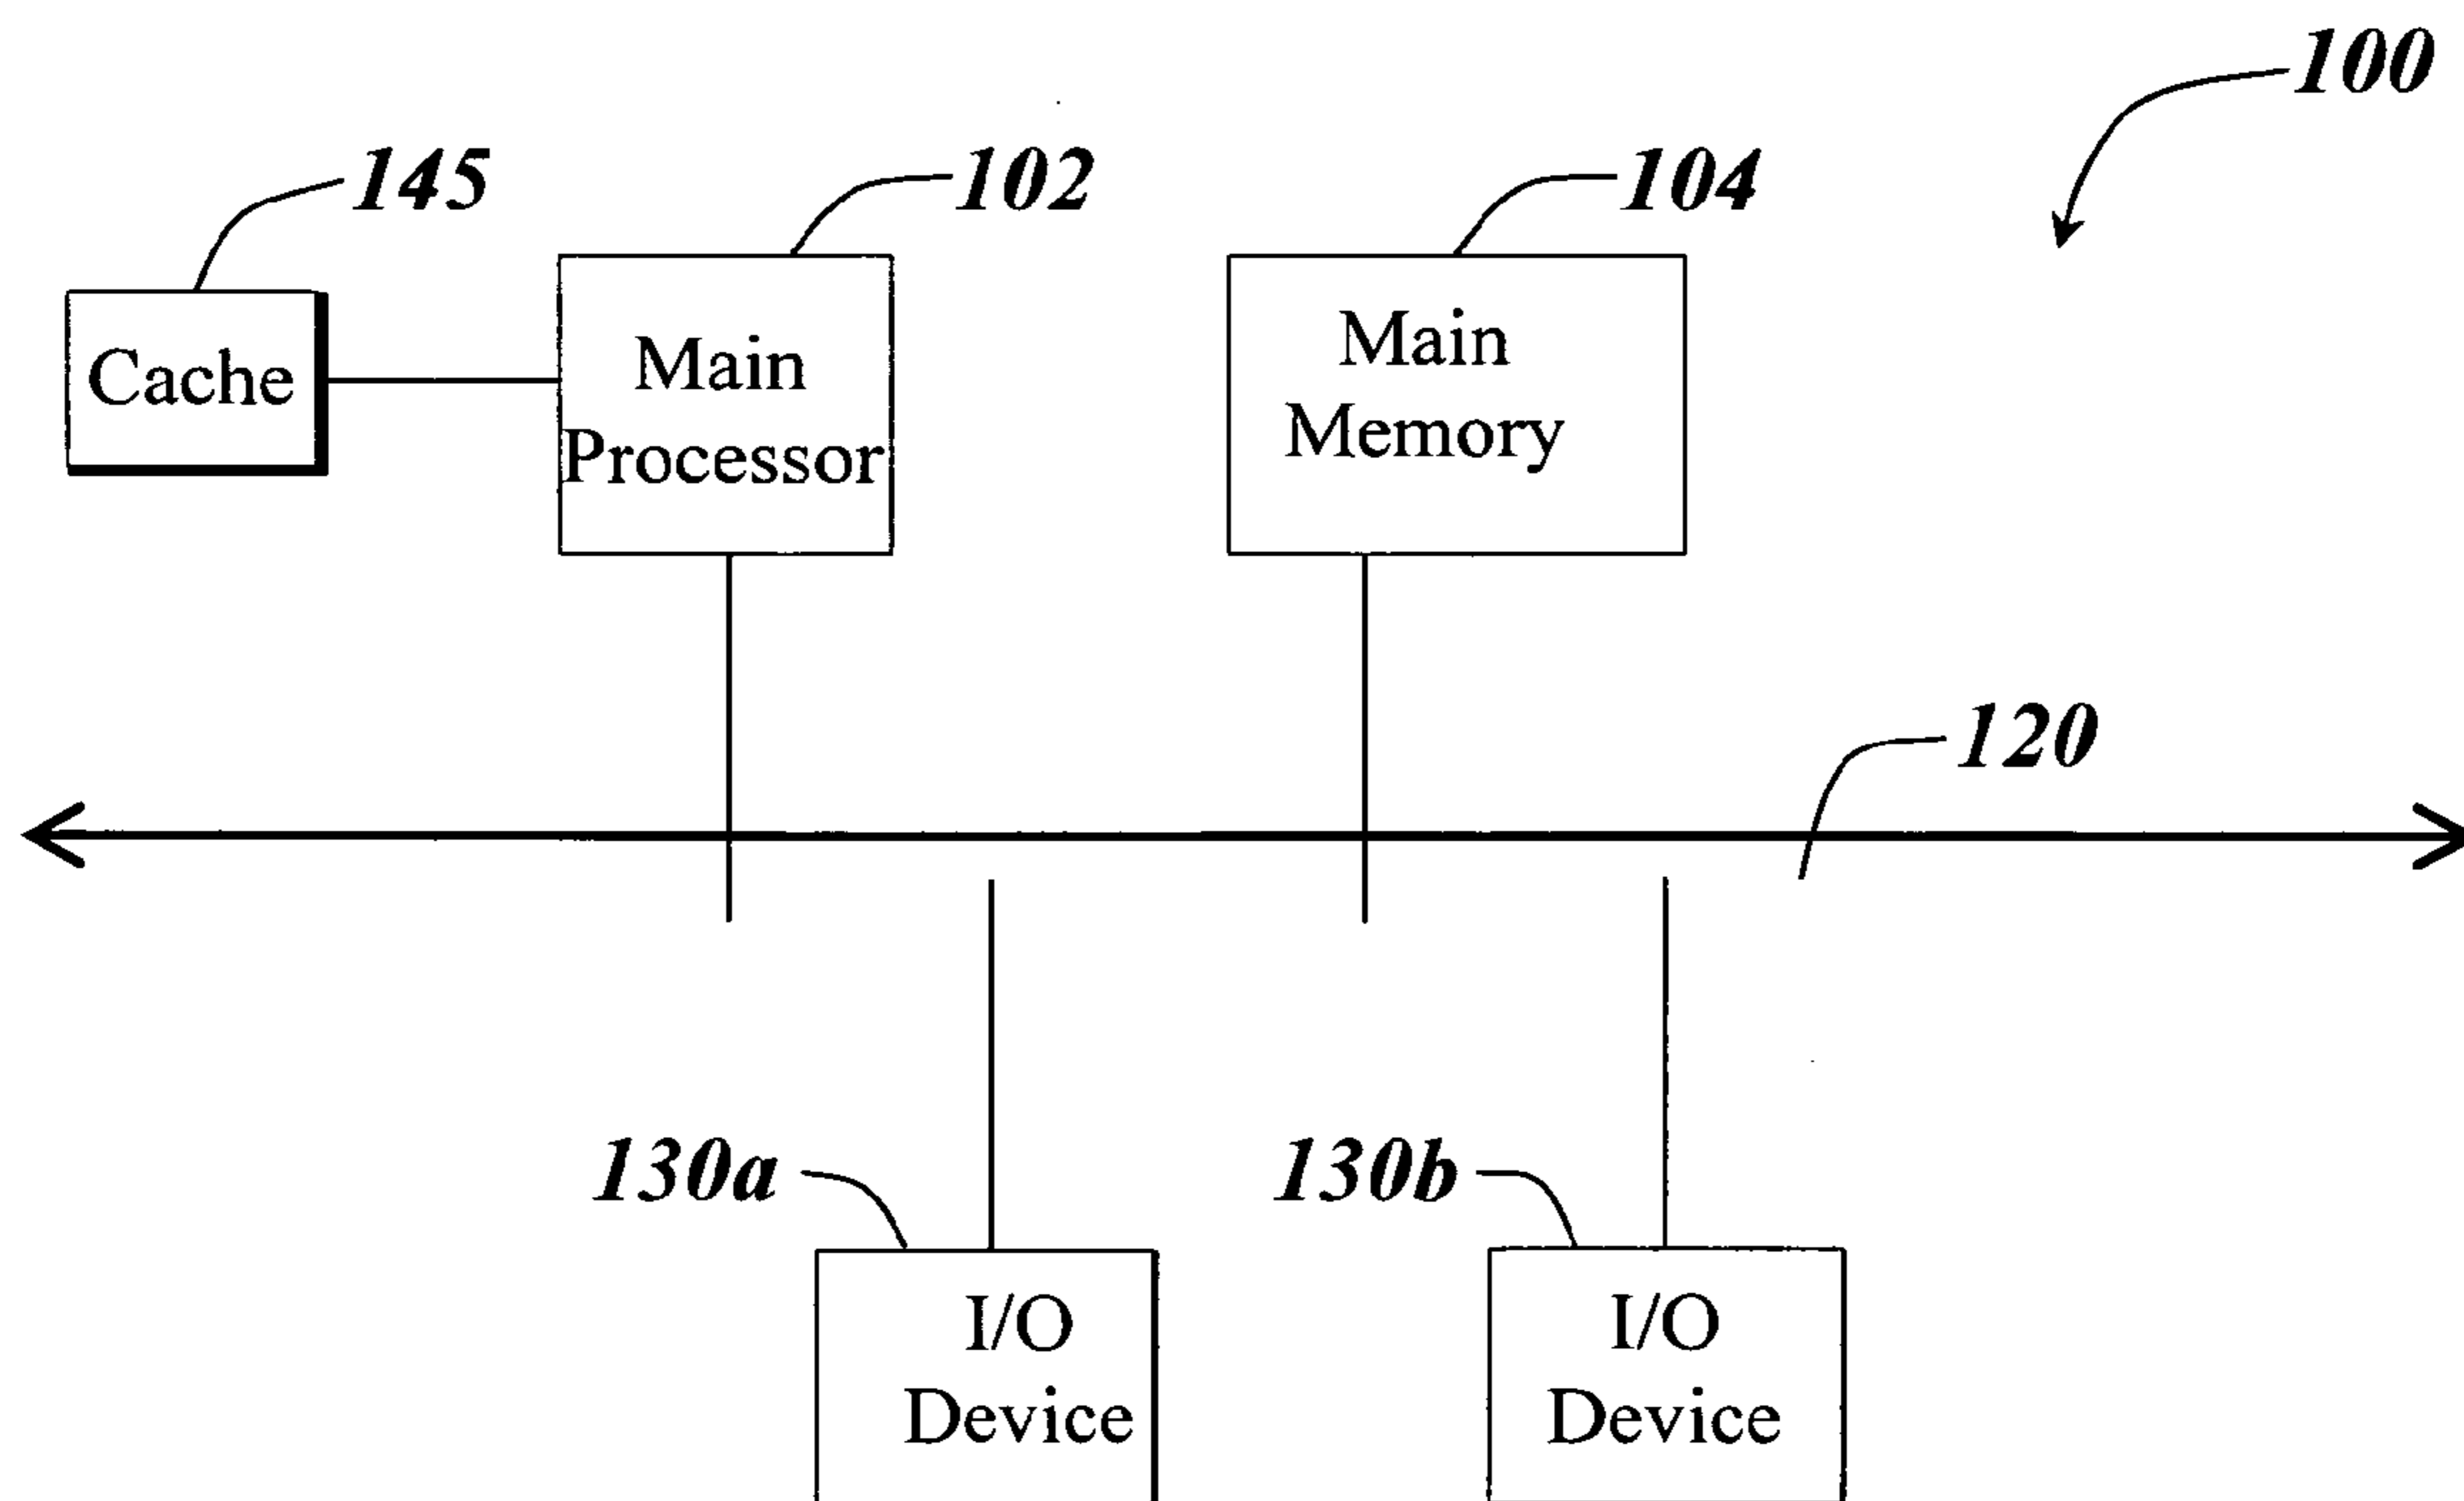 100
145
102
104
Cache
Main
Processor
Main
Memory
120
130a
130b
I/O
Device
I/O
Device